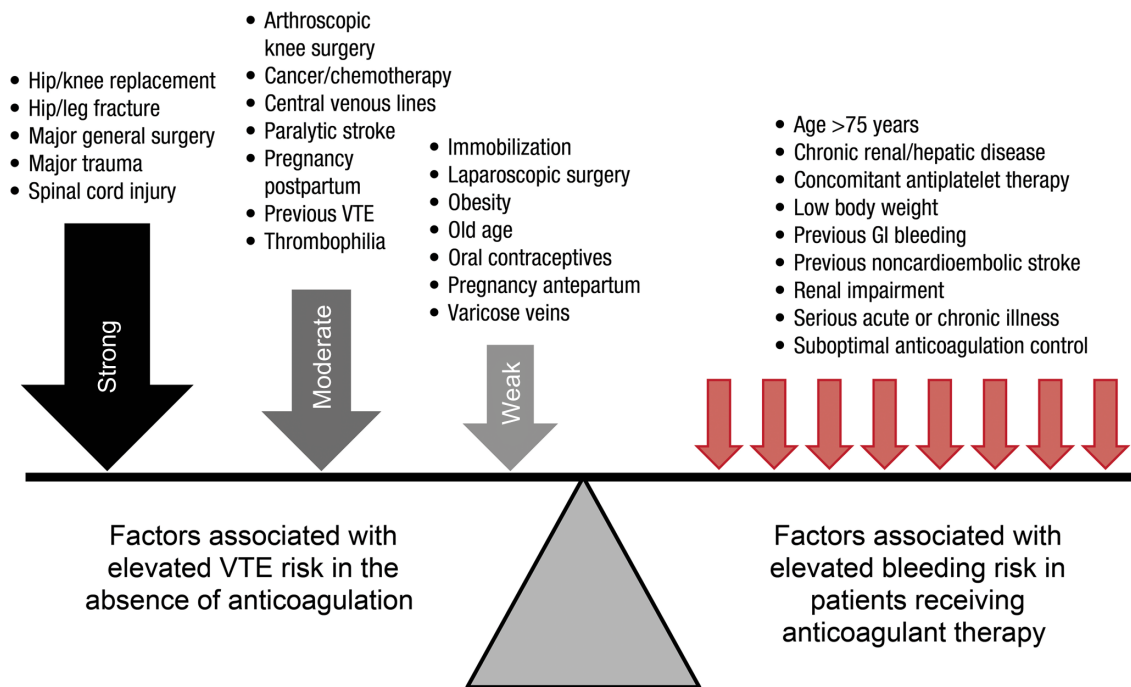 • Hip/knee replacement
• Hip/leg fracture
• Major general surgery
• Major trauma
• Spinal cord injury
Strong
• Arthroscopic
knee surgery
• Cancer/chemotherapy
• Central venous lines
• Paralytic stroke
• Pregnancy
postpartum
• Previous VTE
• Thrombophilia
Moderate
• Immobilization
• Laparoscopic surgery
• Obesity
• Old age
• Oral contraceptives
• Pregnancy antepartum
• Varicose veins
Weak
• Age >75 years
• Chronic renal/hepatic disease
• Concomitant antiplatelet therapy
• Low body weight
• Previous GI bleeding
• Previous noncardioembolic stroke
• Renal impairment
• Serious acute or chronic illness
• Suboptimal anticoagulation control
Factors associated with
elevated VTE risk in the
absence of anticoagulation
Factors associated with
elevated bleeding risk in
patients receiving
anticoagulant therapy